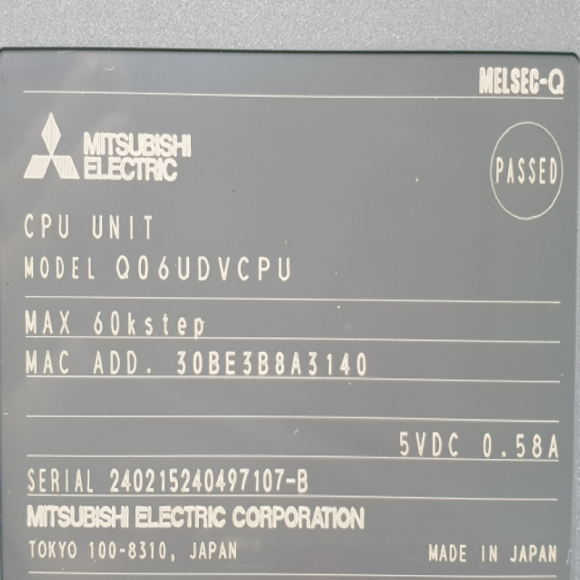 MELSEC-Q
MITSUBISHI
ELECTRIC
PASSED
CPU UNIT
MODEL Q06UDVCPU
MAX 60kstep
MAC ADD. 30BE3B8A3140
5VDC 0.58A
SERIAL 240215240497107-B
MITSUBISHI ELECTRIC CORPORATION
TOKYO 100-8310, JAPAN MADE IN JAPAN